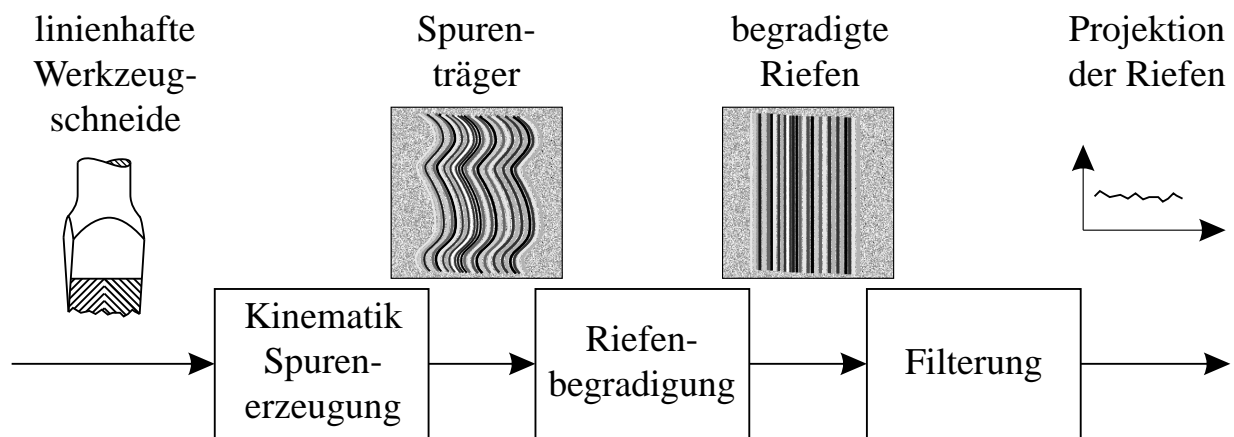 linienhafte
Werkzeug-
schneide
Spuren-
träger
begradigte
Riefen
Projektion
der Riefen
Kinematik
Spuren-
erzeugung
Riefen-
begradigung
Filterung